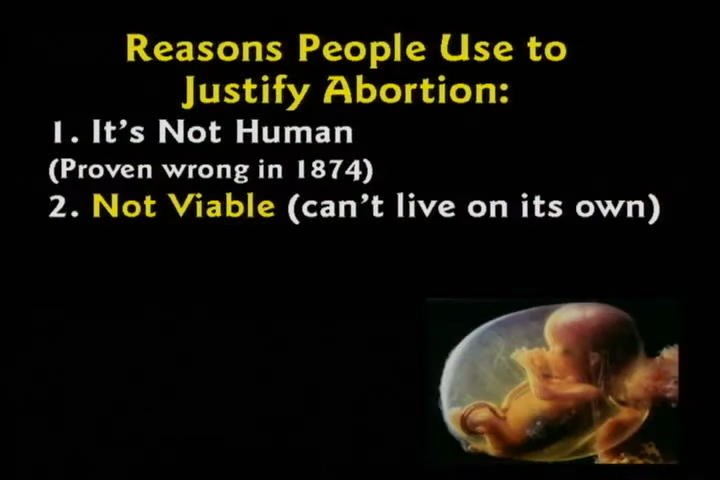 Reasons People Use to
Justify Abortion:
1. It's Not Human
(Proven wrong in 1874)
2. Not Viable (can't live on its own)